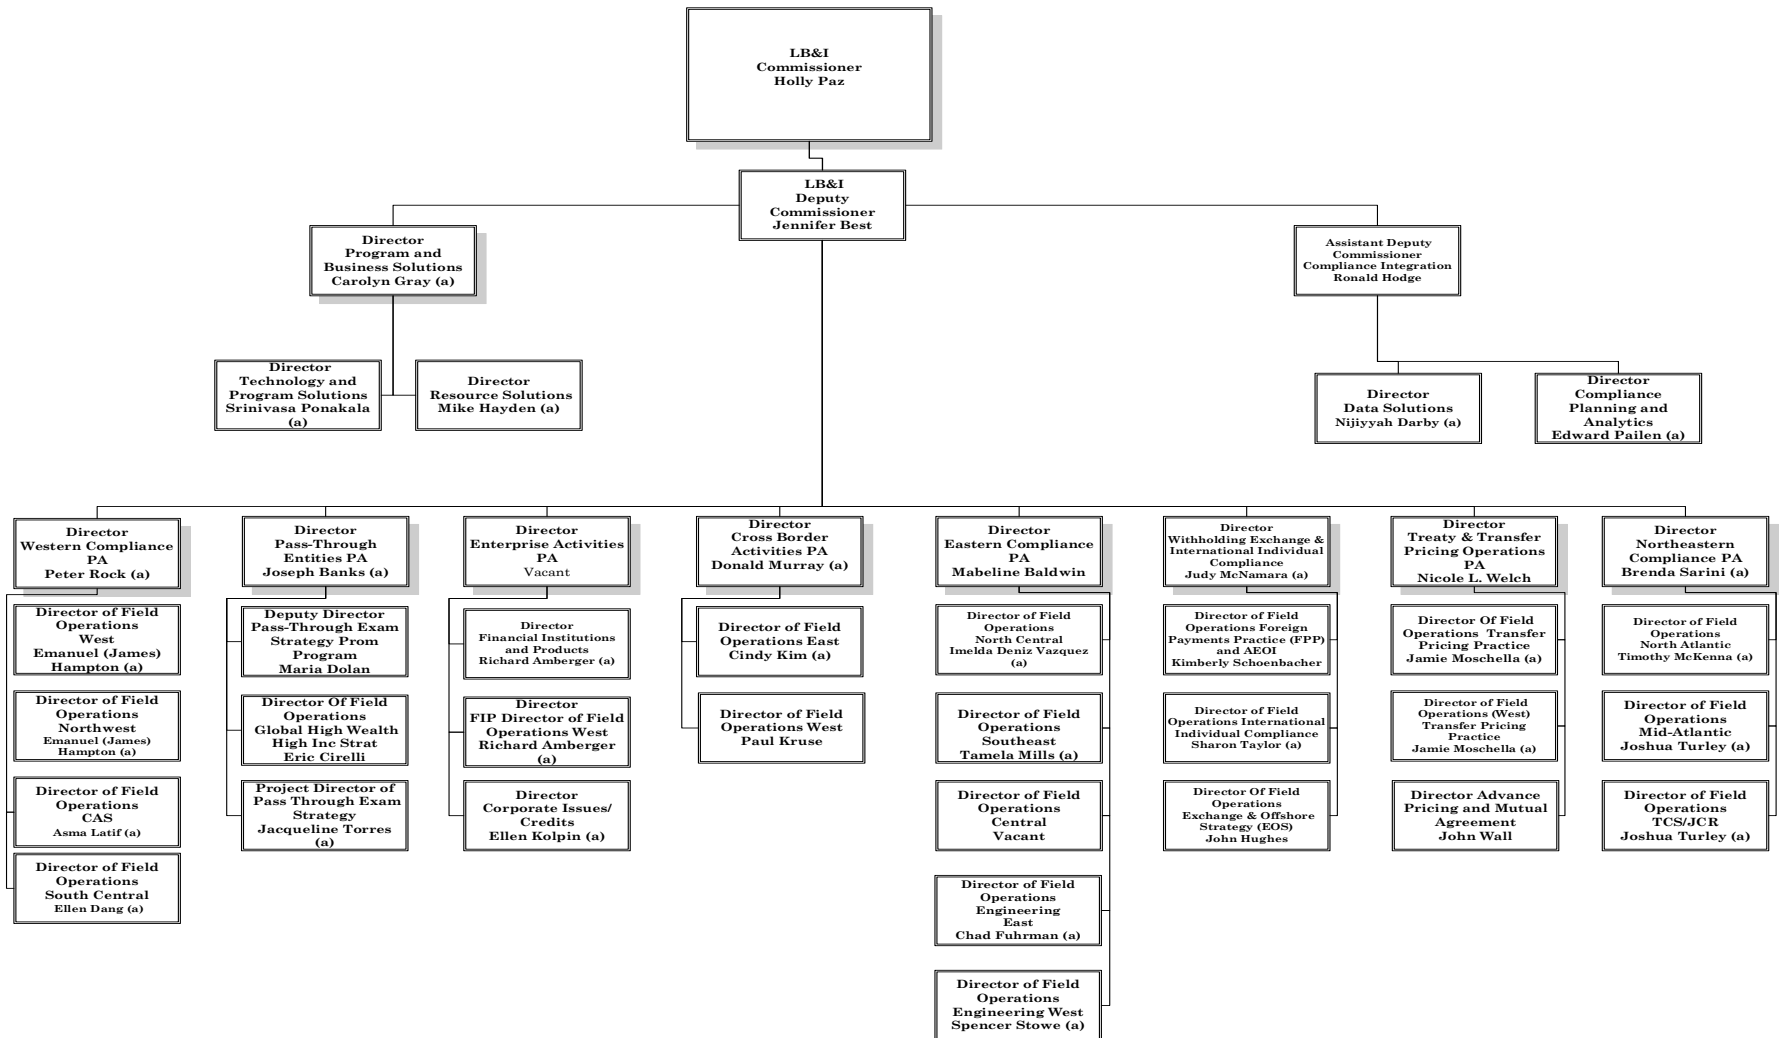 LB&I
Commissioner
Holly Paz
LB&I
Deputy
Commissioner
Jennifer Best
Director
Program and
Business Solutions
Carolyn Gray (a)
Assistant Deputy
Commissioner
Compliance Integration
Ronald Hodge
Director
Technology and
Program Solutions
Srinivasa Ponakala
(a)
Director
Resource Solutions
Mike Hayden (a)
Director
Data Solutions
Nijiyyah Darby (a)
Director
Compliance
Planning and
Analytics
Edward Pailen (a)
Director
Western Compliance
PA
Peter Rock (a)
Director
Pass-Through
Entities PA
Joseph Banks (a)
Director
Enterprise Activities
PA
Vacant
Director
Cross Border
Activities PA
Donald Murray (a)
Director
Eastern Compliance
PA
Mabeline Baldwin
Director
Withholding Exchange &
International Individual
Compliance
Judy McNamara (a)
Director
Treaty & Transfer
Pricing Operations
PA
Nicole L. Welch
Director
Northeastern
Compliance PA
Brenda Sarini (a)
Director of Field
Operations
West
Emanuel (James)
Hampton (a)
Deputy Director
Pass-Through Exam
Strategy Prom
Program
Maria Dolan
Director
Financial Institutions
and Products
Richard Amberger (a)
Director of Field
Operations East
Cindy Kim (a)
Director of Field
Operations
North Central
Imelda Deniz Vazquez
(a)
Director of Field
Operations Foreign
Payments Practice (FPP)
and AEOI
Kimberly Schoenbacher
Director Of Field
Operations Transfer
Pricing Practice
Jamie Moschella (a)
Director of Field
Operations
North Atlantic
Timothy McKenna (a)
Director of Field
Operations
Northwest
Emanuel (James)
Hampton (a)
Director Of Field
Operations
Global High Wealth
High Inc Strat
Eric Cirelli
Director
FIP Director of Field
Operations West
Richard Amberger
(a)
Director of Field
Operations West
Paul Kruse
Director of Field
Operations
Southeast
Tamela Mills (a)
Director of Field
Operations International
Individual Compliance
Sharon Taylor (a)
Director of Field
Operations (West)
Transfer Pricing
Practice
Jamie Moschella (a)
Director of Field
Operations
Mid-Atlantic
Joshua Turley (a)
Director of Field
Operations
CAS
Asma Latif (a)
Project Director of
Pass Through Exam
Strategy
Jacqueline Torres
(a)
Director
Corporate Issues/
Credits
Ellen Kolpin (a)
Director of Field
Operations
Central
Vacant
Director Of Field
Operations
Exchange & Offshore
Strategy (EOS)
John Hughes
Director Advance
Pricing and Mutual
Agreement
John Wall
Director of Field
Operations
TCS/JCR
Joshua Turley (a)
Director of Field
Operations
South Central
Ellen Dang (a)
Director of Field
Operations
Engineering
East
Chad Fuhrman (a)
Director of Field
Operations
Engineering West
Spencer Stowe (a)